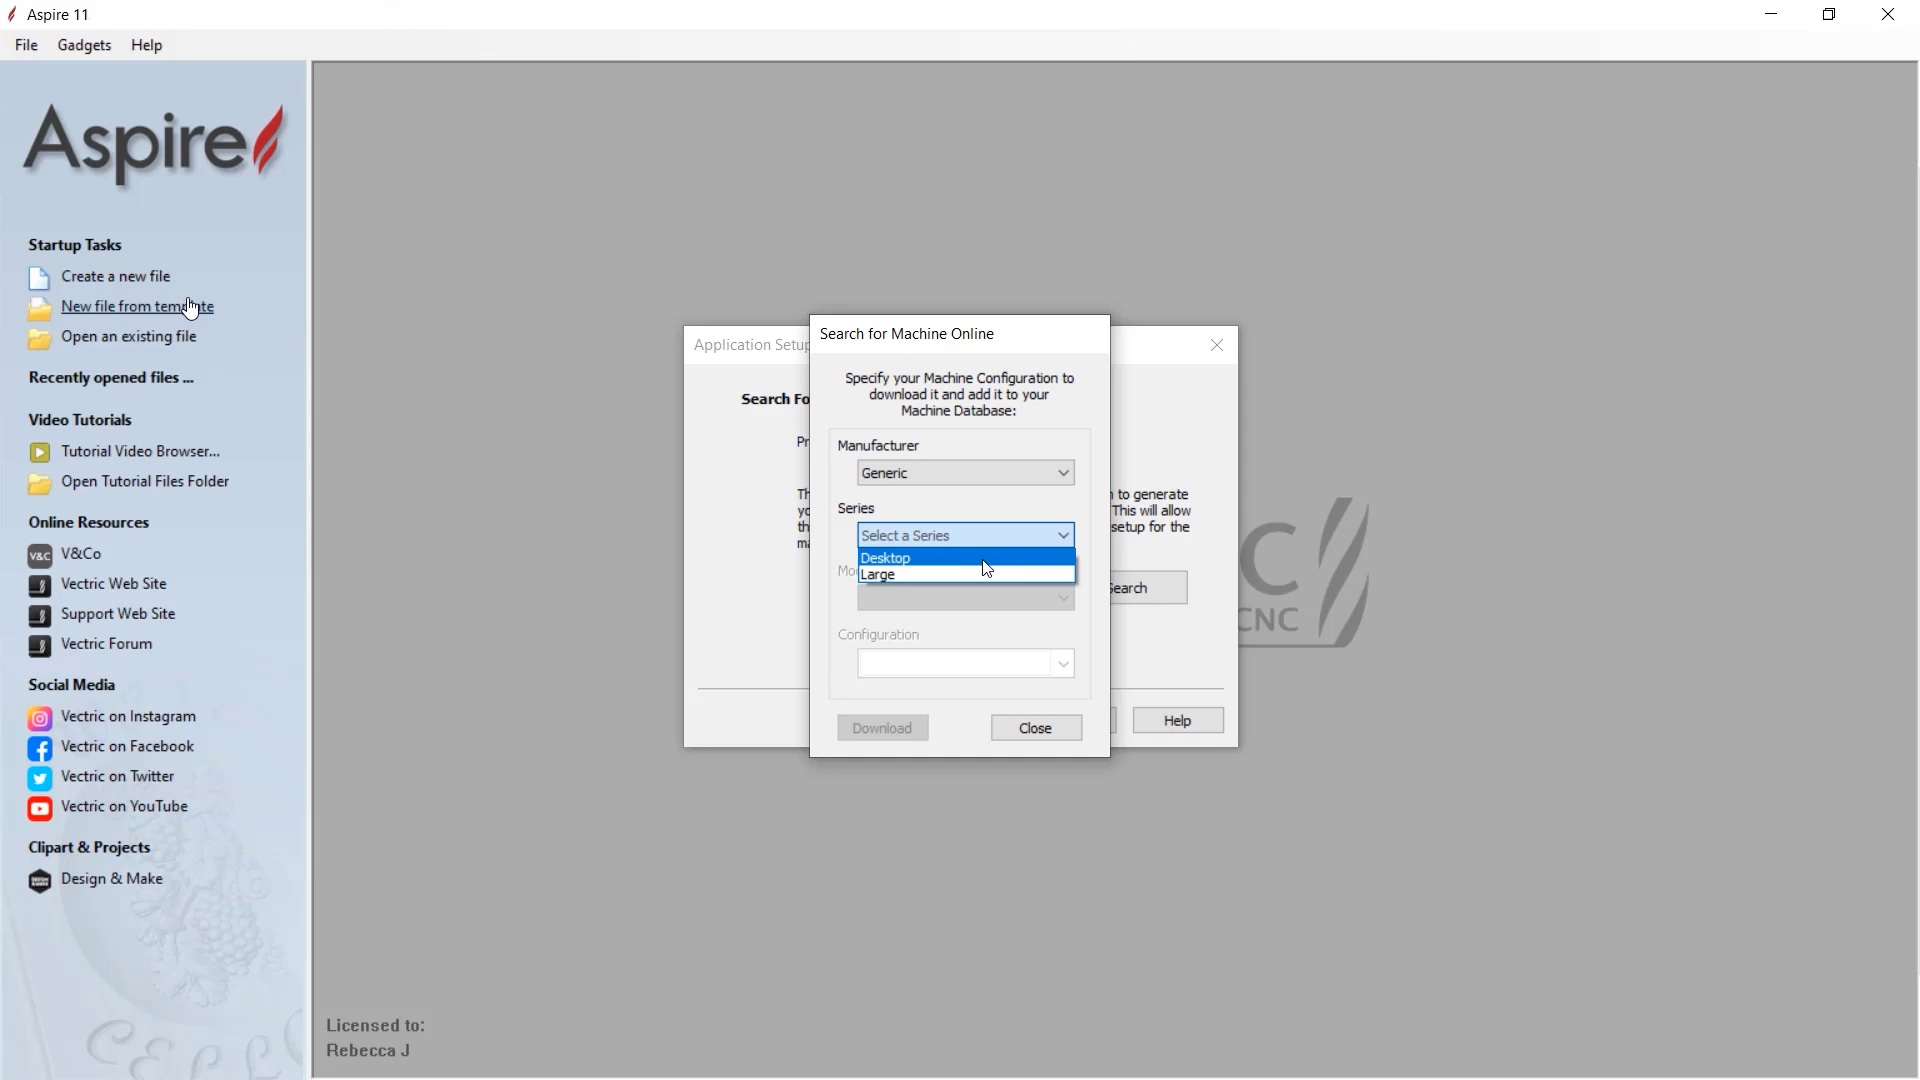 Aspire 11
File Gadgets Help
Aspire
Startup Tasks
Create a new file
New file from template
Open an existing file
Recently opened files ...
Video Tutorials
Tutorial Video Browser...
Open Tutorial Files Folder
Online Resources
V&C V&Co
Vectric Web Site
Support Web Site
Vectric Forum
Social Media
Vectric on Instagram
Vectric on Facebook
Vectric on Twitter
Vectric on YouTube
Clipart & Projects
Design & Make
Application Setup
Search Fo
Pr
to generate
This will allow
setup for the
Search
Help
Search for Machine Online
Specify your Machine Configuration to
download it and add it to your
Machine Database:
Manufacturer
Generic
Series
Select a Series
Desktop
Large
Mo
Configuration
Download Close
C
CNC
Licensed to:
Rebecca J